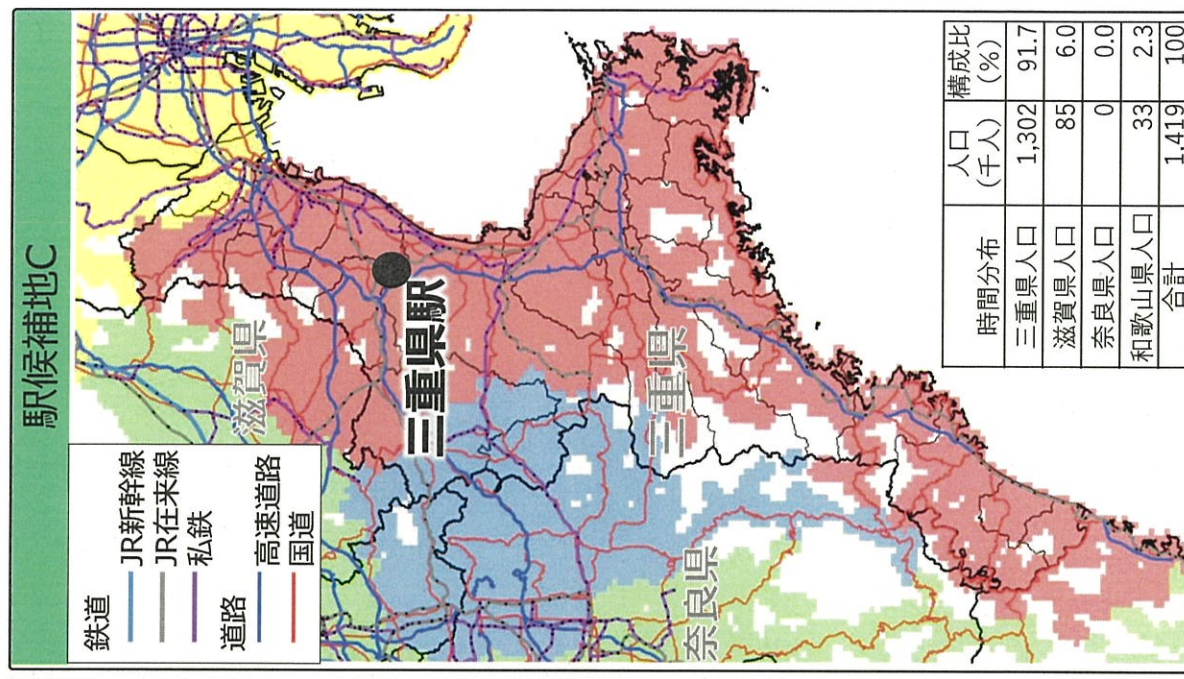 駅候補地C
鉄道
JR新幹線
JR在来線
私鉄
道路
高速道路
国道
滋賀県
三重県駅
三重県
奈良県
時間分布 人口(千人) 構成比(%)
三重県人口 1,302 91.7
滋賀県人口 85 6.0
奈良県人口 0 0.0
和歌山県人口 33 2.3
合計 1,419 100